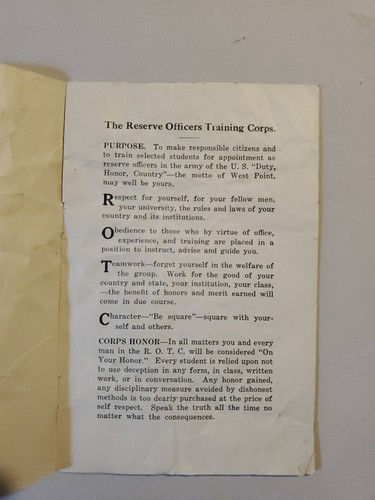 The Reserve Officers Training Corps.
PURPOSE. To make responsible citizens and
to train selected students for appointment as
reserve officers in the army of the U. S. "Duty,
Honor, Country"—the motto of West Point,
may well be yours.
Respect for yourself, for your fellow men,
your university, the rules and laws of your
country and its institutions.
Obedience to those who by virtue of office,
experience, and training are placed in a
position to instruct, advise and guide you.
Teamwork—forget yourself in the welfare of
the group. Work for the good of your
country and state, your institution, your class,
—the benefit of honors and merit earned will
come in due course.
Character—"Be square"—square with your-
self and others.
CORPS HONOR—In all matters you and every
man in the R. O. T. C. will be considered "On
Your Honor." Every student is relied upon not
to use deception in any form, in class, written
work, or in conversation. Any honor gained,
any disciplinary measure avoided by dishonest
methods is too dearly purchased at the price of
self respect. Speak the truth all the time no
matter what the consequences.